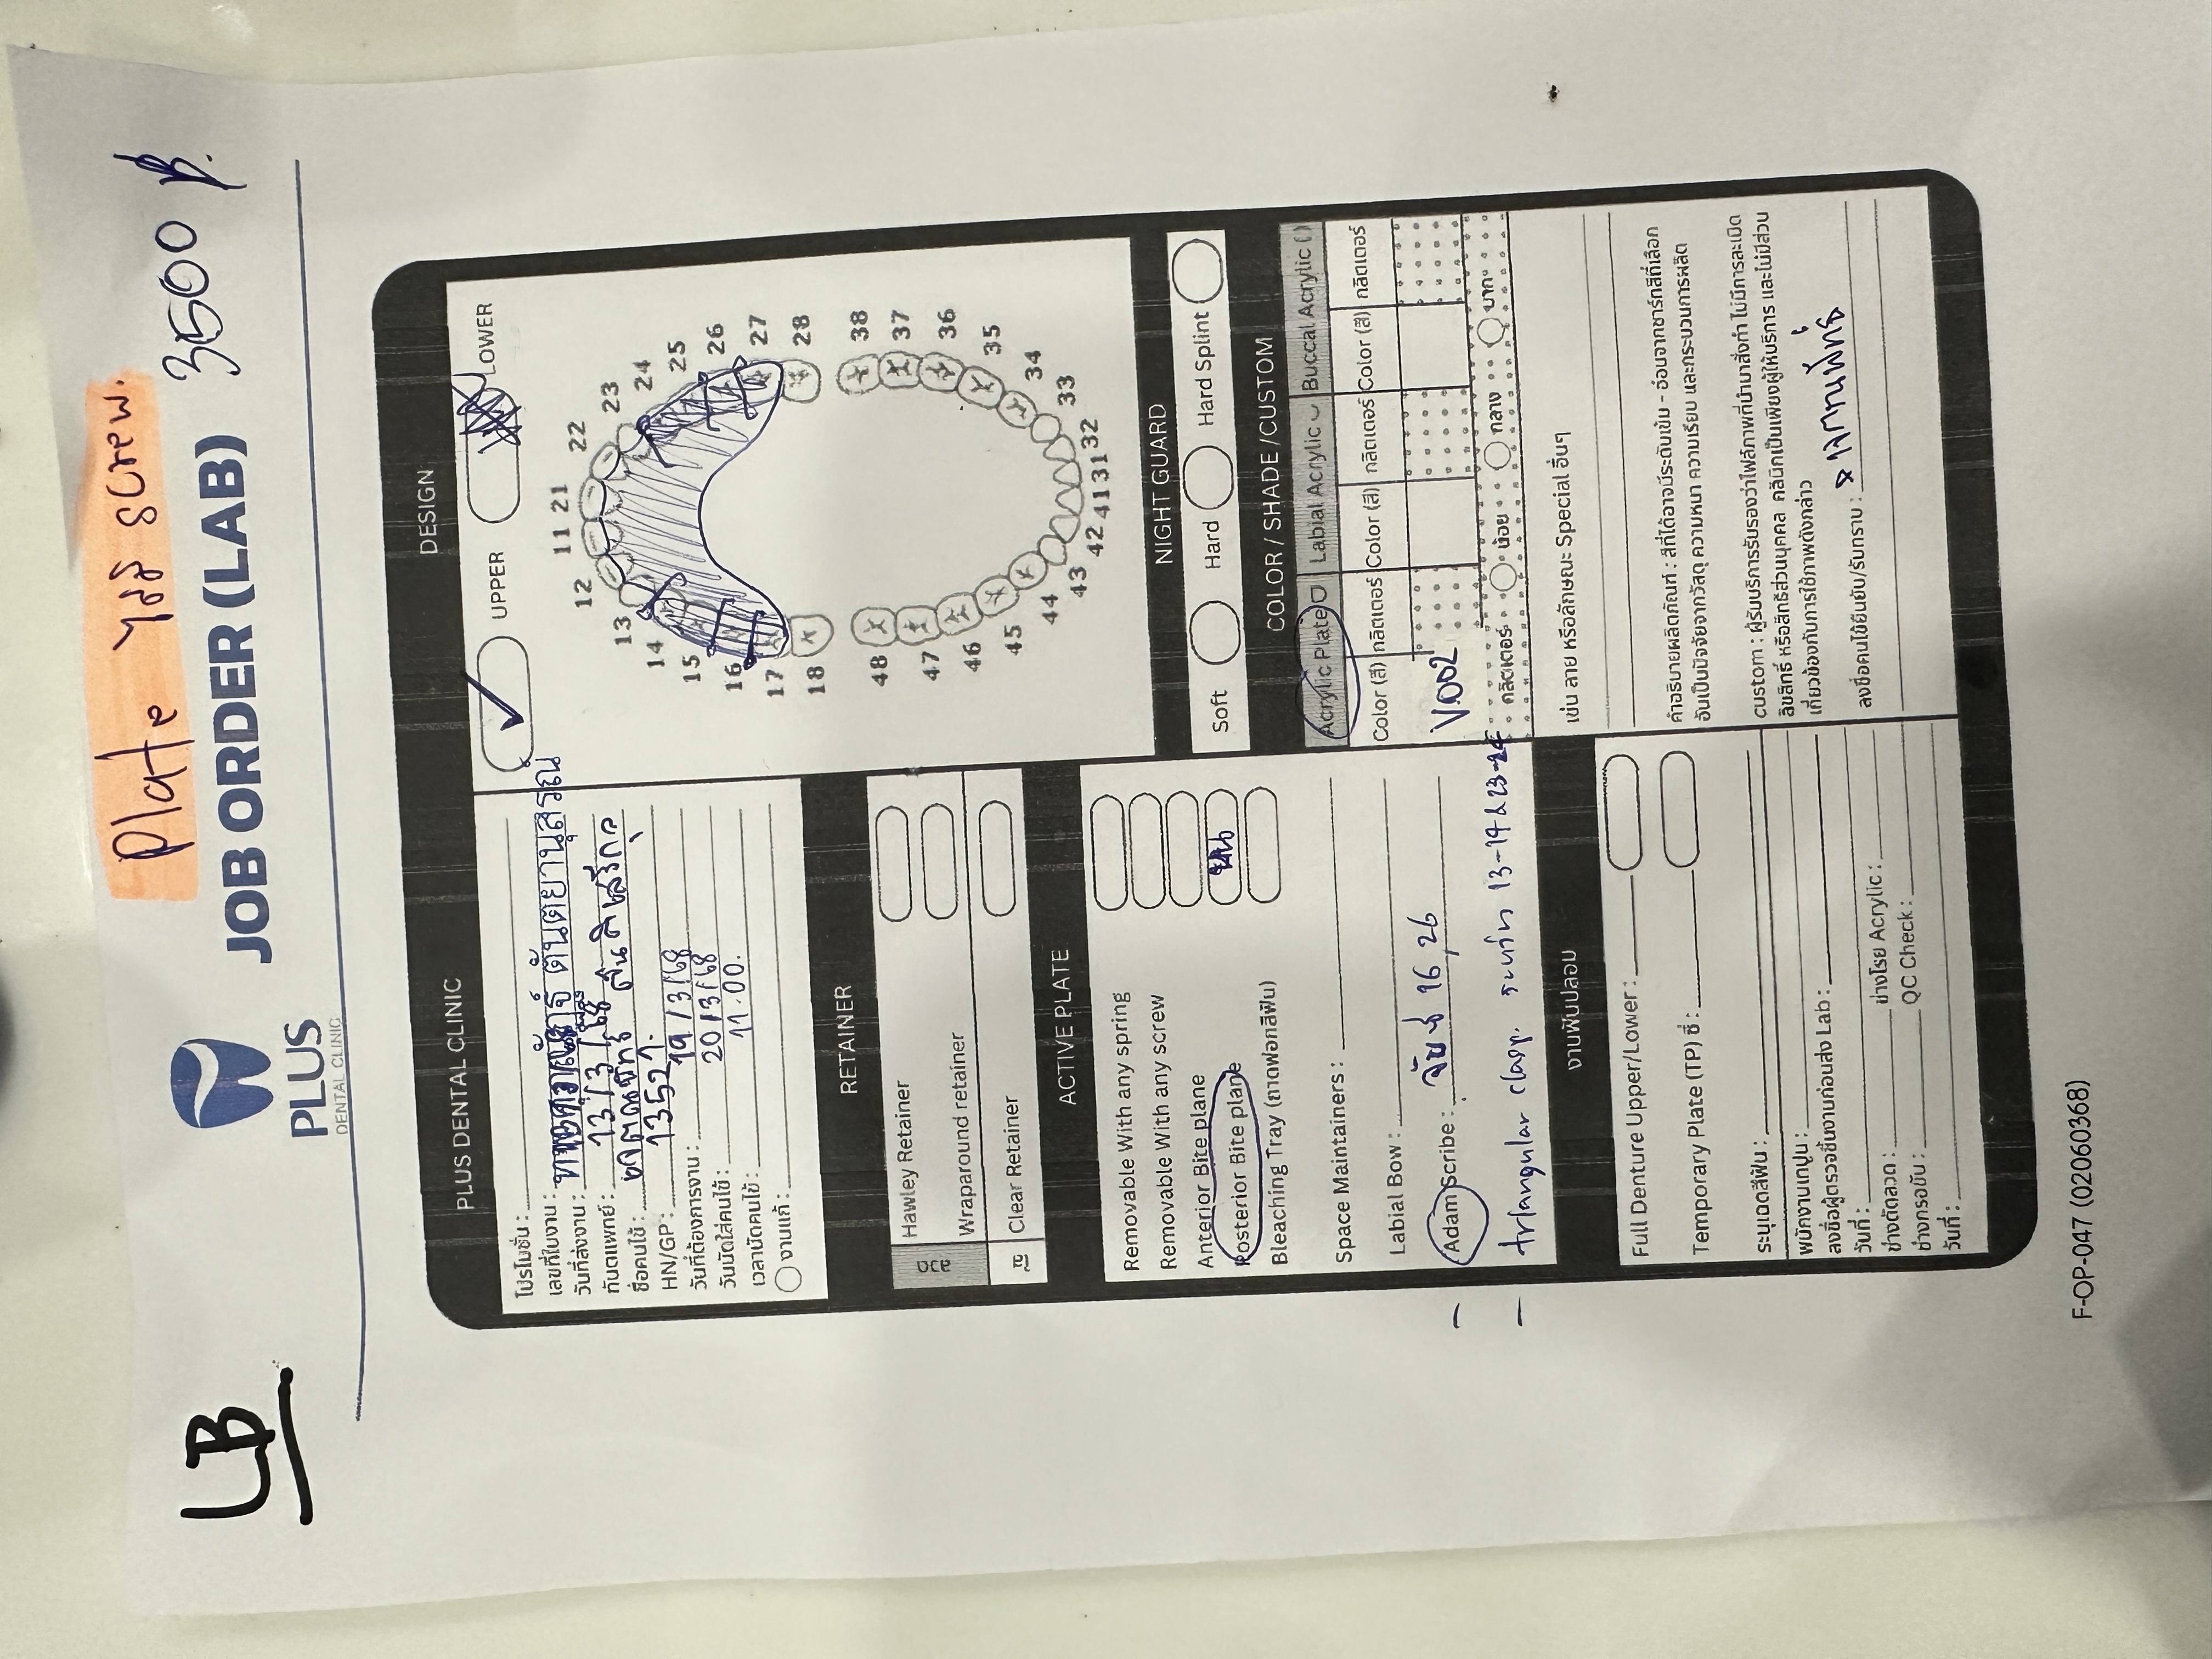 LB
Plate ไม่มี screw.
3500 ฿.
PLUS
DENTAL CLINIC
JOB ORDER (LAB)
PLUS DENTAL CLINIC
โปรโมชั่น :
เลขที่ใบงาน :
ตันตยานุสรณ์
วันที่ส่งงาน : 13/3/68
ทันตแพทย์ :
ชื่อคนไข้ :
HN/GP : 13527.
วันที่ต้องการงาน : 19/3/68
วันนัดใส่คนไข้ : 20/3/68
เวลานัดคนไข้ : 11.00.
งานแก้ :
DESIGN
UPPER
LOWER
11 21
12 22
13 23
14 24
15 25
16 26
17 27
18 28
48 38
47 37
46 36
45 35
44 34
43 33
42 41 31 32
RETAINER
ลวด
Hawley Retainer
Wraparound retainer
ใส
Clear Retainer
ACTIVE PLATE
Removable With any spring
Removable With any screw
Anterior Bite plane
Posterior Bite plane
Bleaching Tray (ถาดฟอกสีฟัน)
Space Maintainers :
Labial Bow :
- Adam Scribe : ซี่ 16, 26
- triangular clasp. ระหว่าง 13-14 & 23-24
NIGHT GUARD
Soft
Hard
Hard Splint
COLOR / SHADE /CUSTOM
Acrylic Plate
Labial Acrylic
Buccal Acrylic ( )
Color (สี) กลิตเตอร์ Color (สี) กลิตเตอร์ Color (สี) กลิตเตอร์
V.002
กลิตเตอร์ น้อย กลาง มาก
เช่น ลาย หรือลักษณะ Special อื่นๆ
คำอธิบายผลิตภัณฑ์ : สีที่ได้อาจมีระดับเข้ม - อ่อนจากชาร์ทสีที่เลือก
อันเป็นปัจจัยจากวัสดุ ความหนา ความเรียบ และกระบวนการผลิต
custom : ผู้รับบริการรับรองว่าไฟล์ภาพที่นำมาสั่งทำ ไม่มีการละเมิด
ลิขสิทธิ์ หรือสิทธิส่วนบุคคล คลินิกเป็นเพียงผู้ให้บริการ และไม่มีส่วน
เกี่ยวข้องกับการใช้ภาพดังกล่าว
ลงชื่อคนไข้ยืนยัน/รับทราบ :
งานฟันปลอม
Full Denture Upper/Lower :
Temporary Plate (TP) ซี่ :
ระบุเฉดสีฟัน :
พนักงานเทปูน :
ลงชื่อผู้ตรวจชิ้นงานก่อนส่ง Lab :
วันที่ :
ช่างดัดลวด :
ช่างโรย Acrylic :
ช่างกรอขัน :
QC Check :
วันที่ :
F-OP-047 (02060368)